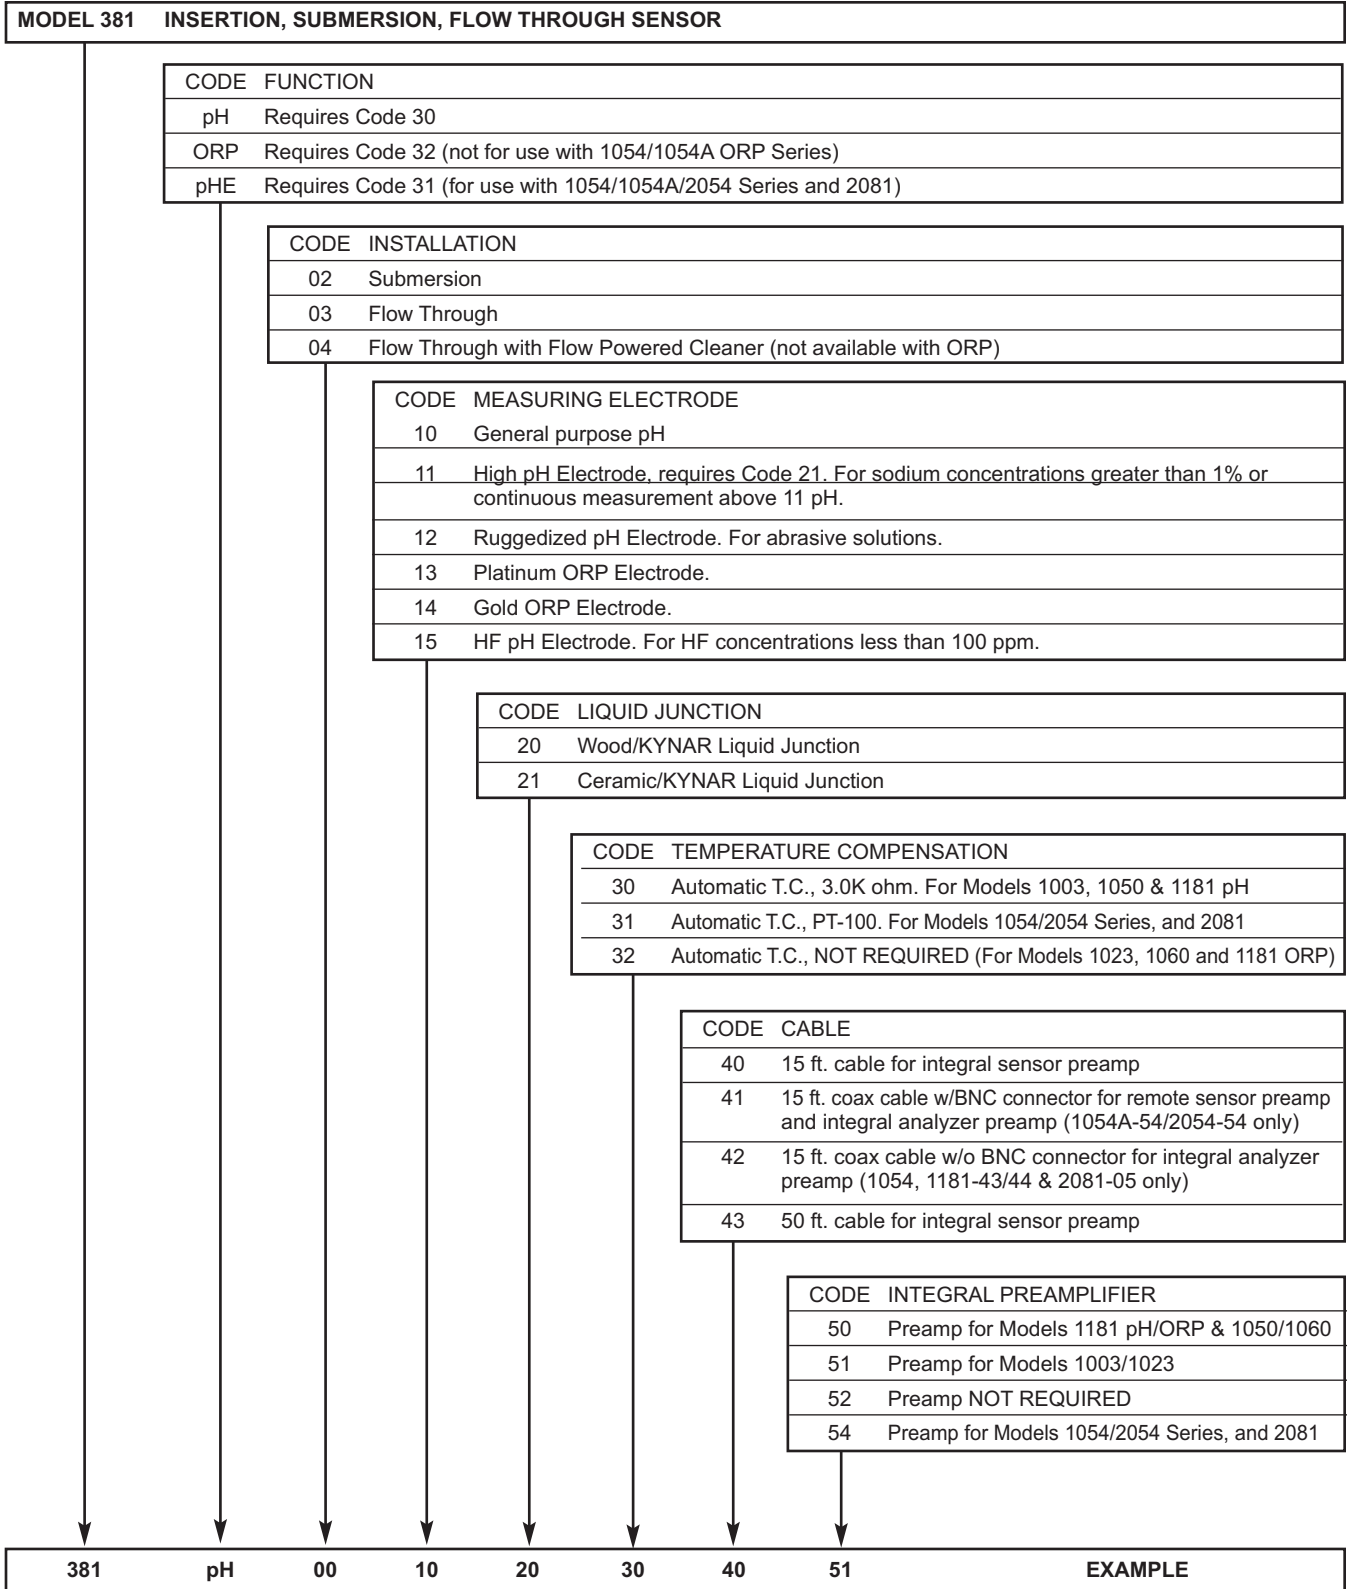 MODEL 381 INSERTION, SUBMERSION, FLOW THROUGH SENSOR
CODE FUNCTION
pH Requires Code 30
ORP Requires Code 32 (not for use with 1054/1054A ORP Series)
pHE Requires Code 31 (for use with 1054/1054A/2054 Series and 2081)
CODE INSTALLATION
02 Submersion
03 Flow Through
04 Flow Through with Flow Powered Cleaner (not available with ORP)
CODE MEASURING ELECTRODE
10 General purpose pH
11 High pH Electrode, requires Code 21. For sodium concentrations greater than 1% or
continuous measurement above 11 pH.
12 Ruggedized pH Electrode. For abrasive solutions.
13 Platinum ORP Electrode.
14 Gold ORP Electrode.
15 HF pH Electrode. For HF concentrations less than 100 ppm.
CODE LIQUID JUNCTION
20 Wood/KYNAR Liquid Junction
21 Ceramic/KYNAR Liquid Junction
CODE TEMPERATURE COMPENSATION
30 Automatic T.C., 3.0K ohm. For Models 1003, 1050 & 1181 pH
31 Automatic T.C., PT-100. For Models 1054/2054 Series, and 2081
32 Automatic T.C., NOT REQUIRED (For Models 1023, 1060 and 1181 ORP)
CODE CABLE
40 15 ft. cable for integral sensor preamp
41 15 ft. coax cable w/BNC connector for remote sensor preamp
and integral analyzer preamp (1054A-54/2054-54 only)
42 15 ft. coax cable w/o BNC connector for integral analyzer
preamp (1054, 1181-43/44 & 2081-05 only)
43 50 ft. cable for integral sensor preamp
CODE INTEGRAL PREAMPLIFIER
50 Preamp for Models 1181 pH/ORP & 1050/1060
51 Preamp for Models 1003/1023
52 Preamp NOT REQUIRED
54 Preamp for Models 1054/2054 Series, and 2081
381 pH 00 10 20 30 40 51 EXAMPLE